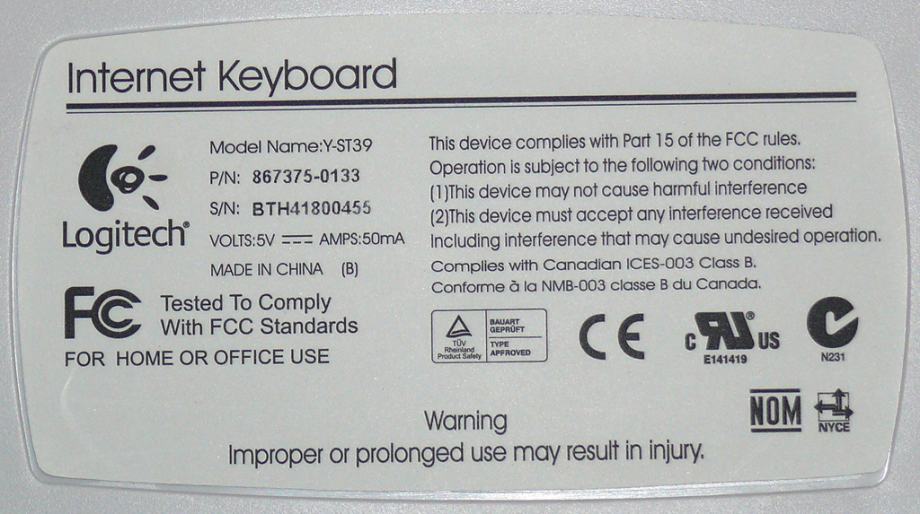 Internet Keyboard
Logitech
Model Name:Y-ST39
P/N: 867375-0133
S/N: BTH41800455
VOLTS:5V AMPS:50mA
MADE IN CHINA (B)
FC
Tested To Comply
With FCC Standards
FOR HOME OR OFFICE USE
This device complies with Part 15 of the FCC rules.
Operation is subject to the following two conditions:
(1)This device may not cause harmful interference
(2)This device must accept any interference received
Including interference that may cause undesired operation.
Complies with Canadian ICES-003 Class B.
Conforme à la NMB-003 classe B du Canada.
TÜV
Rheinland
Product Safety
BAUART
GEPRÜFT
TYPE
APPROVED
CE
C RU® US
E141419
N231
NOM
NYCE
Warning
Improper or prolonged use may result in injury.